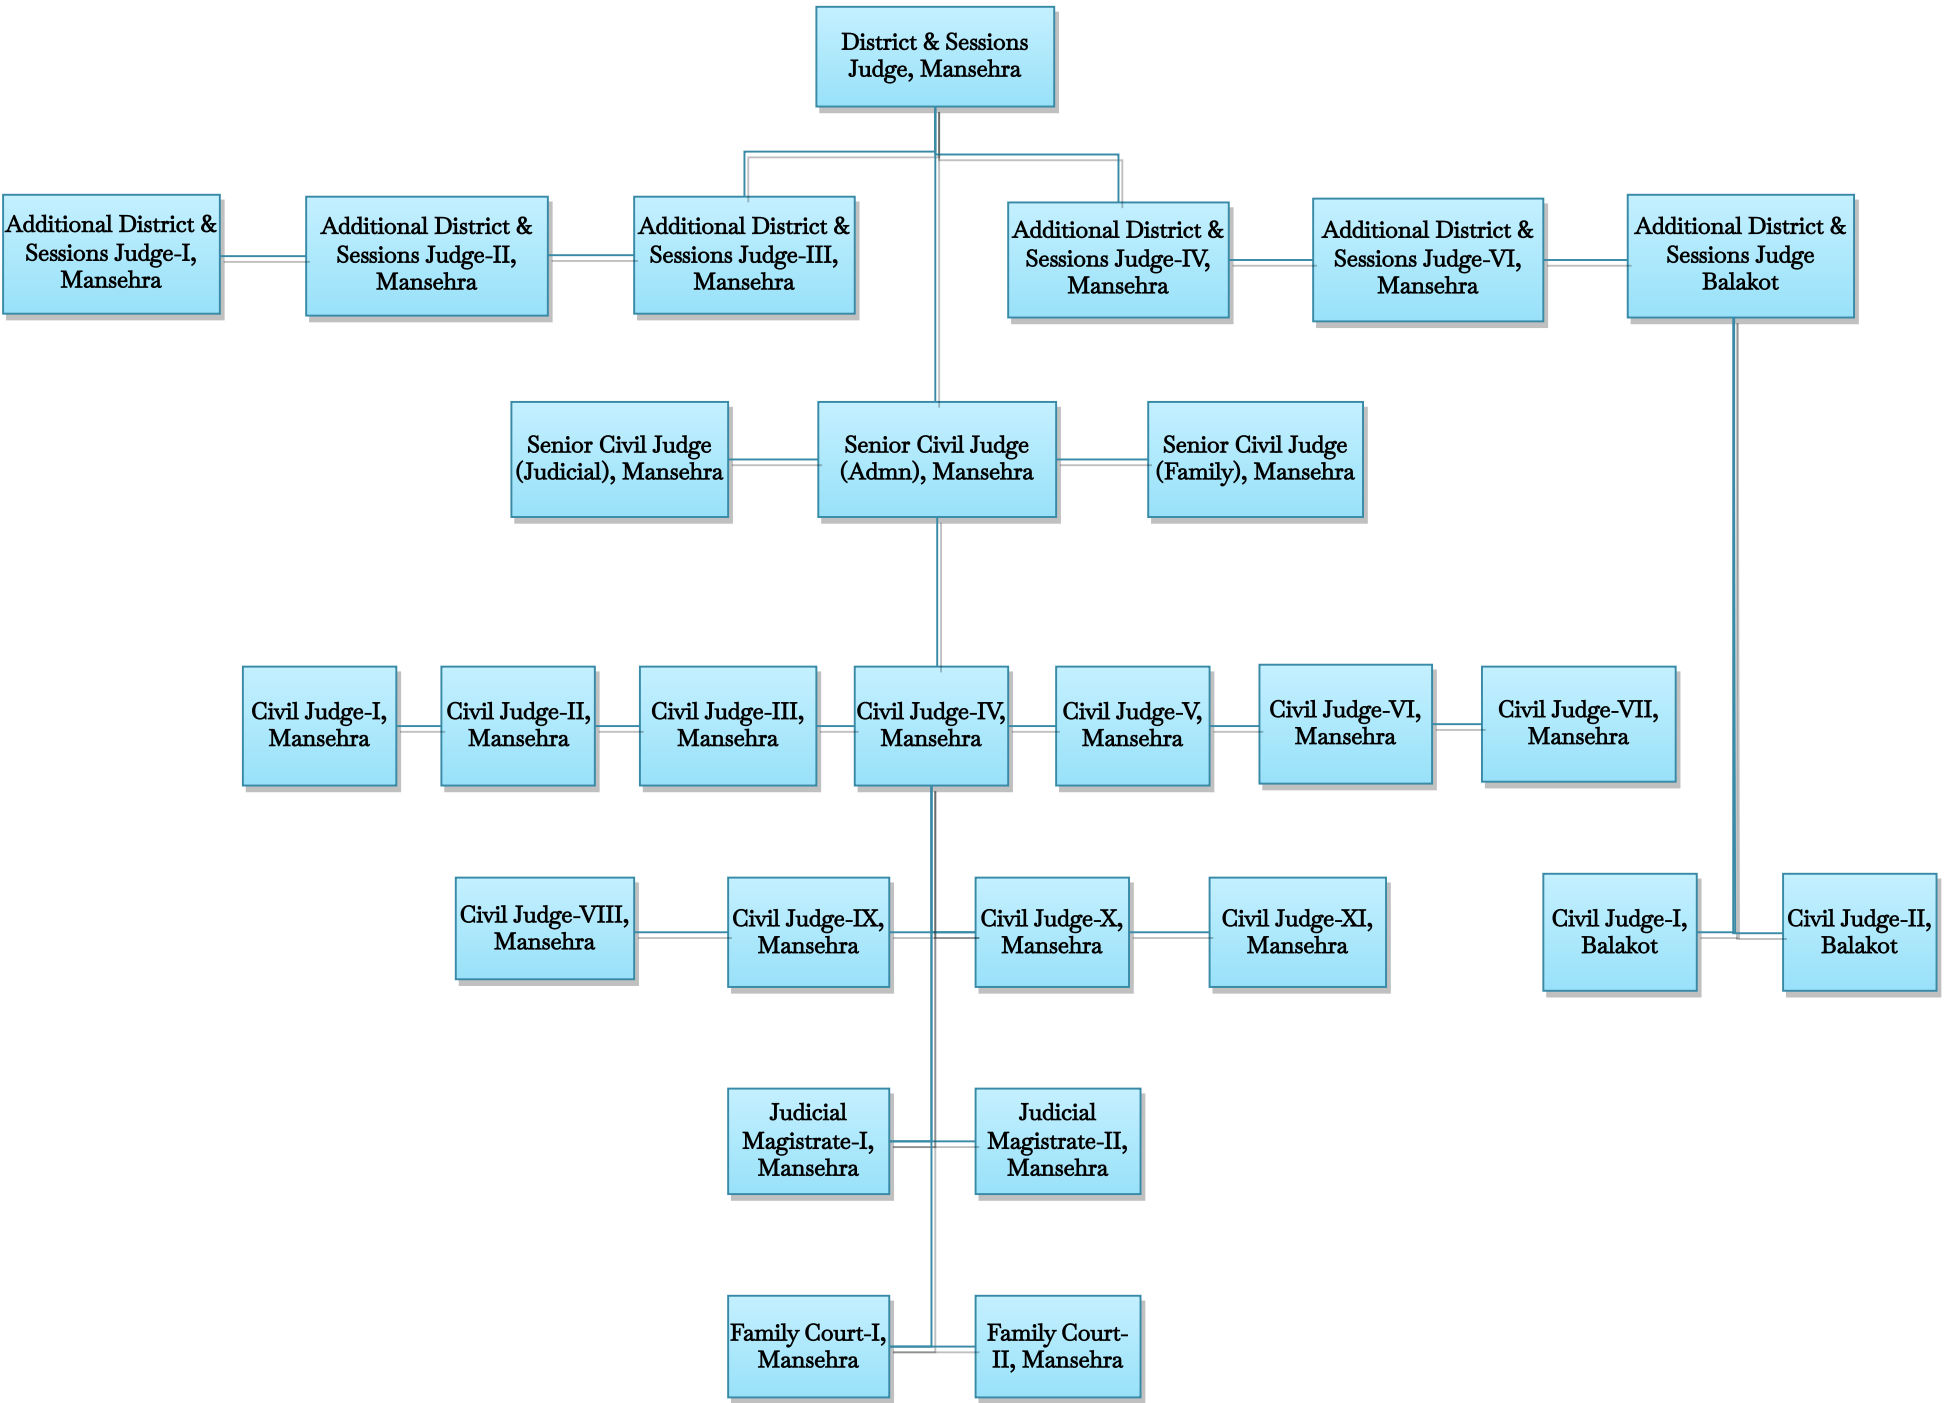 District & Sessions
Judge, Mansehra
Additional District &
Sessions Judge-I,
Mansehra
Additional District &
Sessions Judge-II,
Mansehra
Additional District &
Sessions Judge-III,
Mansehra
Additional District &
Sessions Judge-IV,
Mansehra
Additional District &
Sessions Judge-VI,
Mansehra
Additional District &
Sessions Judge
Balakot
Senior Civil Judge
(Judicial), Mansehra
Senior Civil Judge
(Admn), Mansehra
Senior Civil Judge
(Family), Mansehra
Civil Judge-I,
Mansehra
Civil Judge-II,
Mansehra
Civil Judge-III,
Mansehra
Civil Judge-IV,
Mansehra
Civil Judge-V,
Mansehra
Civil Judge-VI,
Mansehra
Civil Judge-VII,
Mansehra
Civil Judge-VIII,
Mansehra
Civil Judge-IX,
Mansehra
Civil Judge-X,
Mansehra
Civil Judge-XI,
Mansehra
Civil Judge-I,
Balakot
Civil Judge-II,
Balakot
Judicial
Magistrate-I,
Mansehra
Judicial
Magistrate-II,
Mansehra
Family Court-I,
Mansehra
Family Court-
II, Mansehra